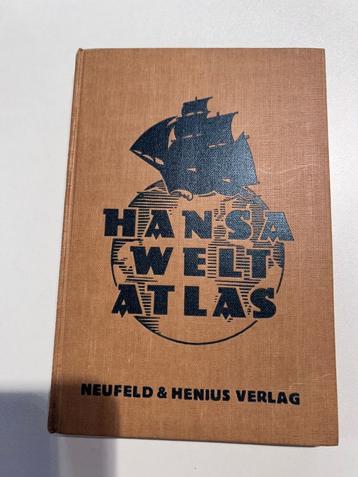 HANSA
WELT
ATLAS
NEUFELD & HENIUS VERLAG